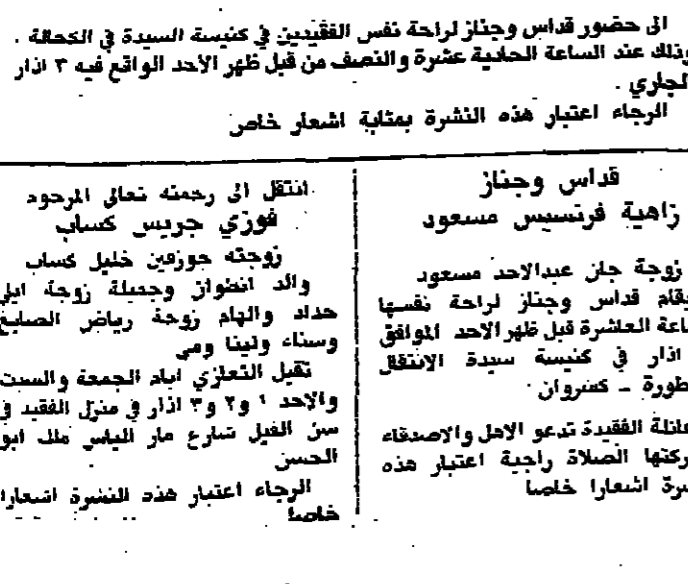 الى حضور قداس وجناز لراحة نفس الفقيدين في كنيسة السيدة في الكحالة .
وذلك عند الساعة الحادية عشرة والنصف من قبل ظهر الأحد الواقع فيه ٣ اذار
لجاري .
الرجاء اعتبار هذه النشرة بمثابة اشعار خاص
قداس وجناز
زاهية فرنسيس مسعود
زوجة جان عبدالاحد مسعود
يقام قداس وجناز لراحة نفسها
ساعة العاشرة قبل ظهر الاحد الموافق
اذار في كنيسة سيدة الانتقال
طورة - كسروان
عائلة الفقيدة تدعو الاهل والاصدقاء
ركتها الصلاة راجية اعتبار هذه
شرة اشعارا خاصا
انتقل الى رحمته تعالى المرحوم
فوزي جريس كساب
زوجته جوزفين خليل كساب
والد انطوان وجميلة زوجة ايلي
حداد والهام زوجة رياض الصايغ
وسناء ولينا ومي
تقبل التعازي ايام الجمعة والسبت
والاحد ١ و٢ و٣ اذار في منزل الفقيد في
سن الفيل شارع مار الياس ملك ابو
الحسن
الرجاء اعتبار هذه النشرة اشعارا
خاصا